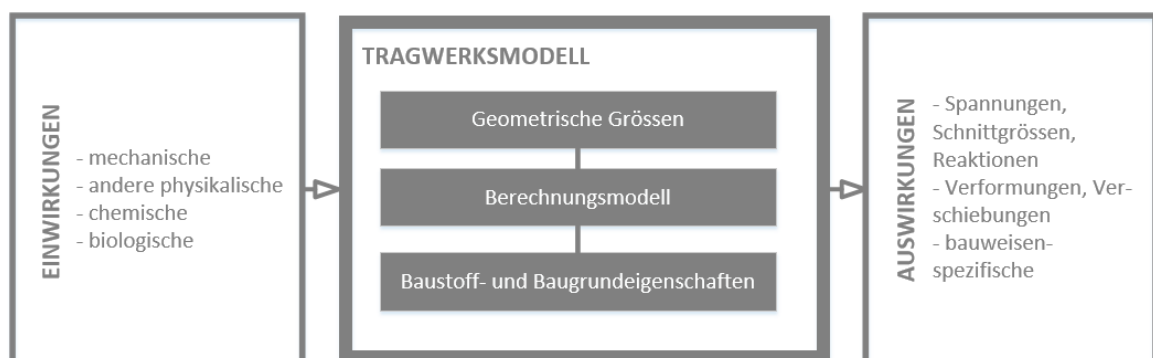 EINWIRKUNGEN
- mechanische
- andere physikalische
- chemische
- biologische
TRAGWERKSMODELL
Geometrische Grössen
Berechnungsmodell
Baustoff- und Baugrundeigenschaften
AUSWIRKUNGEN
- Spannungen,
Schnittgrössen,
Reaktionen
- Verformungen, Ver-
schiebungen
- bauweisen-
spezifische